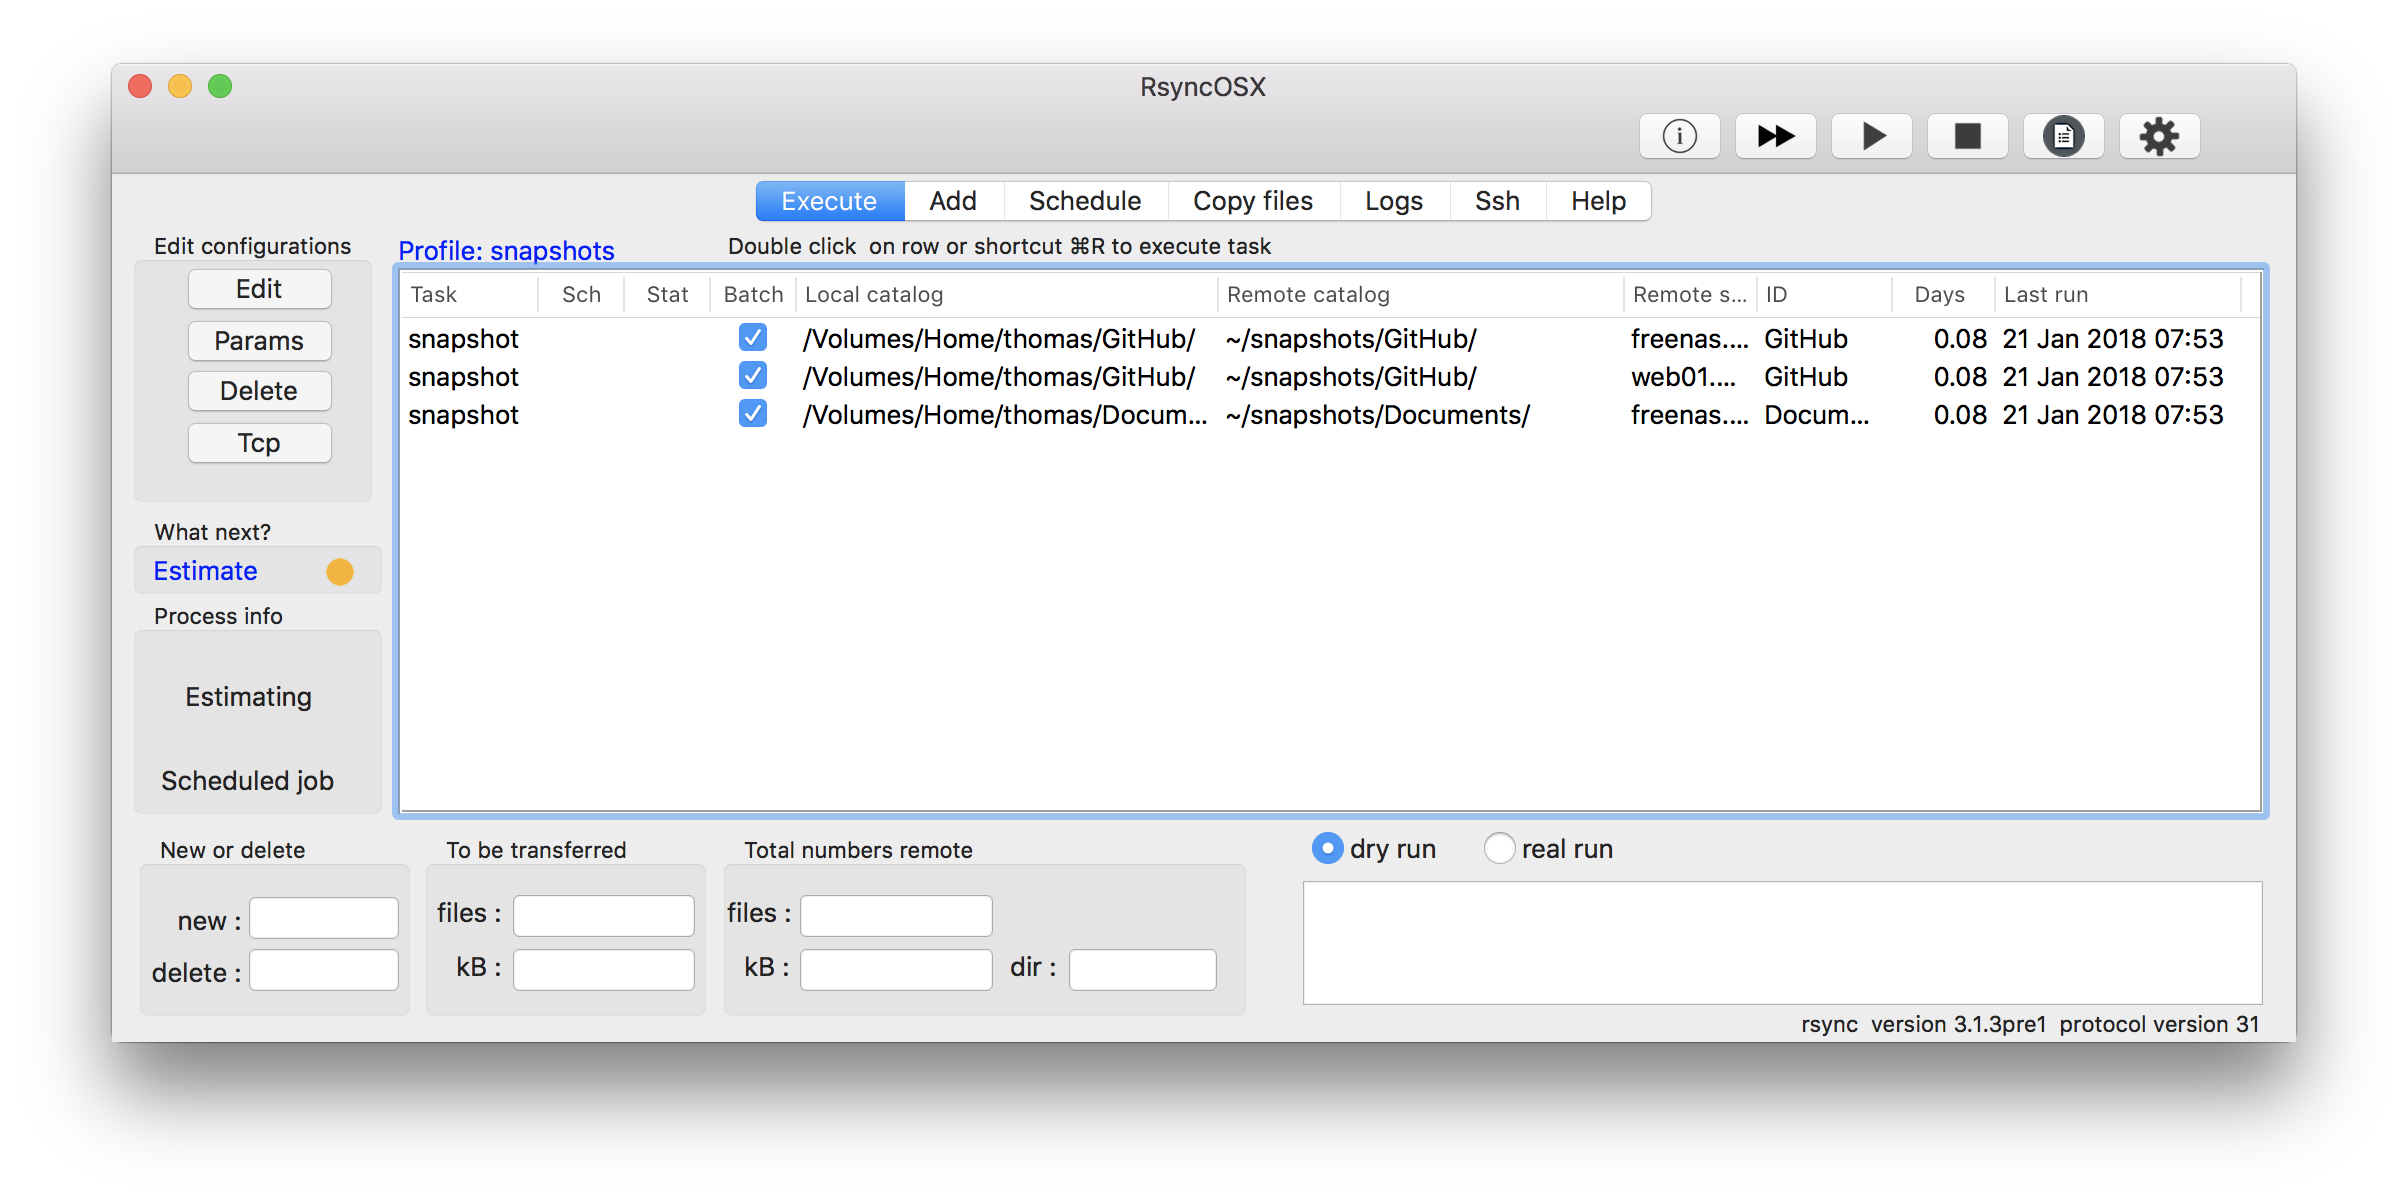 RsyncOSX
Execute Add Schedule Copy files Logs Ssh Help
Edit configurations
Edit
Params
Delete
Tcp
What next?
Estimate
Process info
Estimating
Scheduled job
Profile: snapshots
Double click on row or shortcut ⌘R to execute task
Task Sch Stat Batch Local catalog Remote catalog Remote s... ID Days Last run
snapshot /Volumes/Home/thomas/GitHub/ ~/snapshots/GitHub/ freenas.... GitHub 0.08 21 Jan 2018 07:53
snapshot /Volumes/Home/thomas/GitHub/ ~/snapshots/GitHub/ web01.... GitHub 0.08 21 Jan 2018 07:53
snapshot /Volumes/Home/thomas/Docum... ~/snapshots/Documents/ freenas.... Docum... 0.08 21 Jan 2018 07:53
New or delete
new :
delete :
To be transferred
files :
kB :
Total numbers remote
files :
kB : dir :
dry run real run
rsync version 3.1.3pre1 protocol version 31